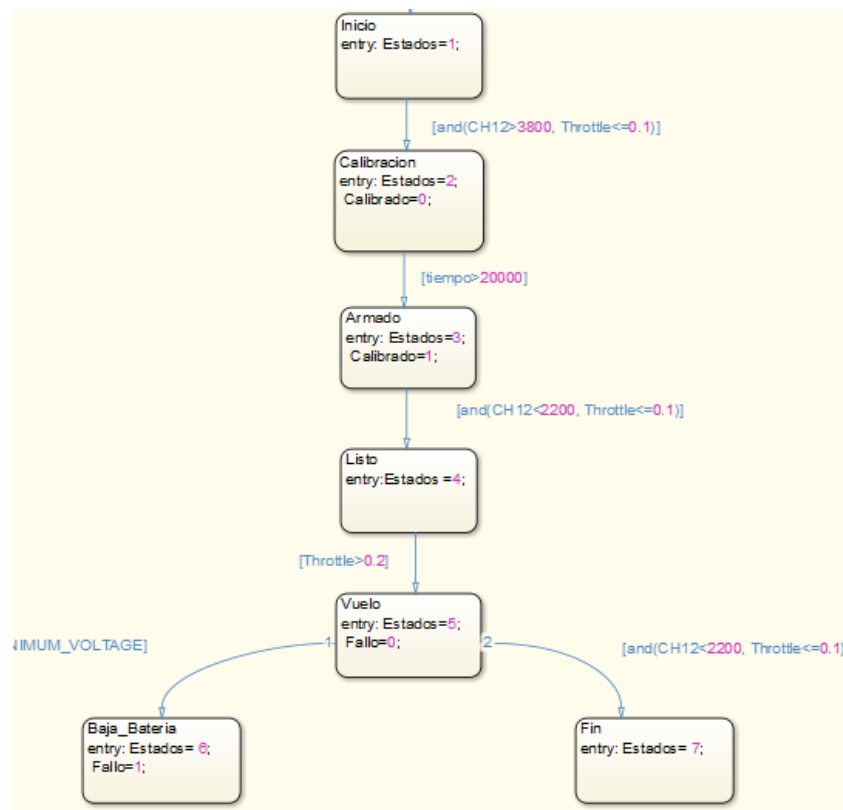 Inicio
entry: Estados=1;
[and(CH12>3800, Throttle<=0.1)]
Calibracion
entry: Estados=2;
Calibrado=0;
[tiempo>20000]
Armado
entry: Estados=3;
Calibrado=1;
[and(CH12<2200, Throttle<=0.1)]
Listo
entry:Estados =4;
[Throttle>0.2]
Vuelo
entry: Estados=5;
Fallo=0;
1
2
NIMUM_VOLTAGE]
[and(CH12<2200, Throttle<=0.1)
Baja_Bateria
entry: Estados= 6;
Fallo=1;
Fin
entry: Estados= 7;